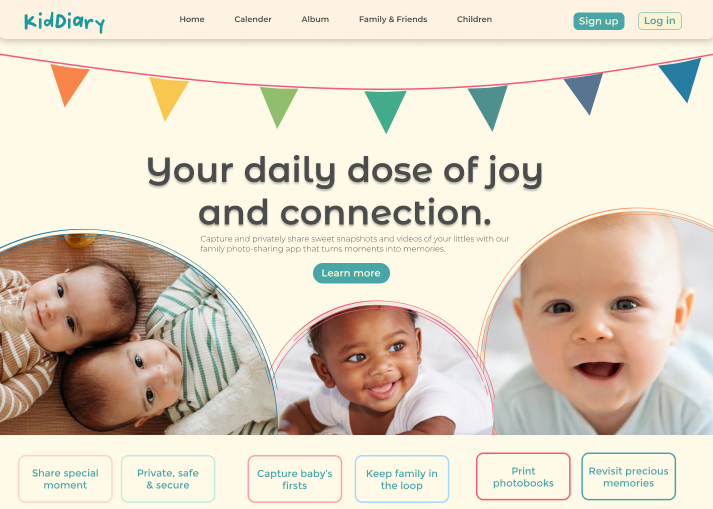 KidDiary
Home Calender Album Family & Friends Children
Sign up Log in
Your daily dose of joy
and connection.
Capture and privately share sweet snapshots and videos of your littles with our
family photo-sharing app that turns moments into memories.
Learn more
Share special
moment
Private, safe
& secure
Capture baby's
firsts
Keep family in
the loop
Print
photobooks
Revisit precious
memories